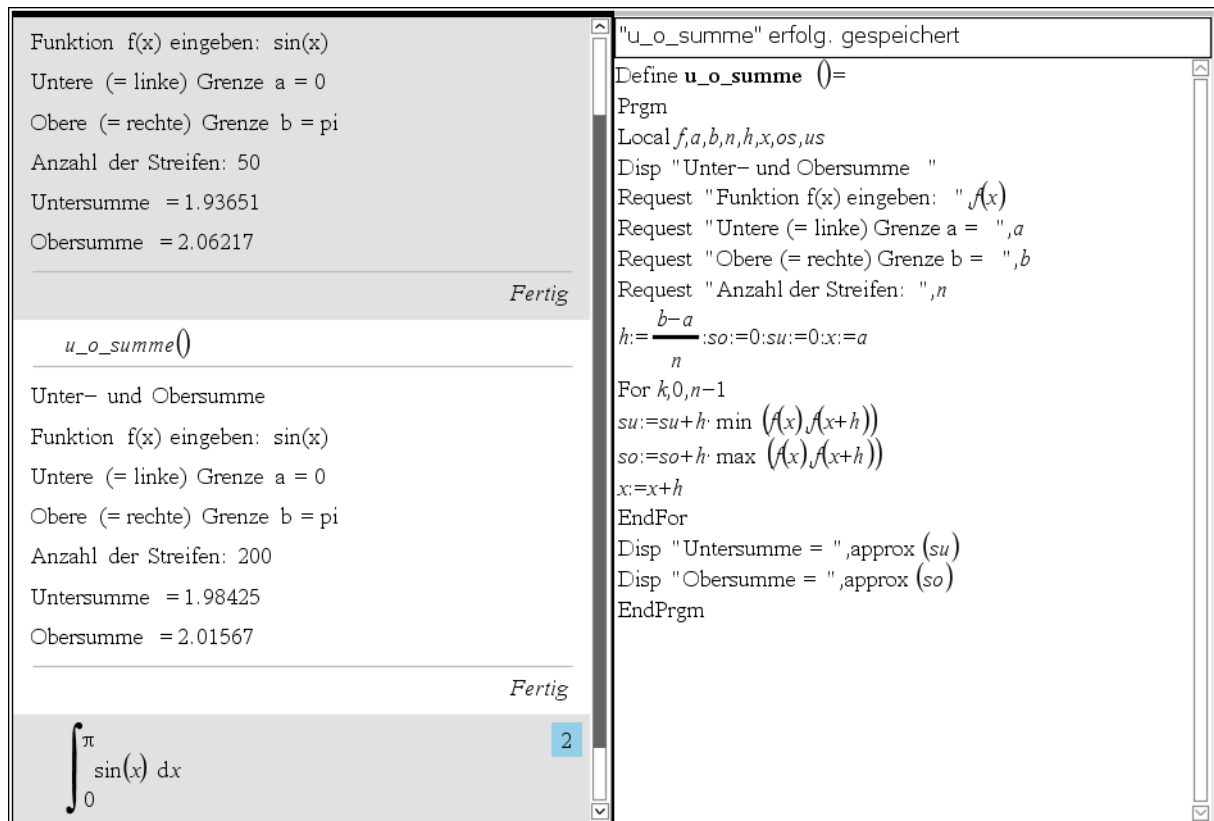 Funktion f(x) eingeben: sin(x)
Untere (= linke) Grenze a = 0
Obere (= rechte) Grenze b = pi
Anzahl der Streifen: 50
Untersumme =1.93651
Obersumme =2.06217
Fertig
u_o_summe()
Unter− und Obersumme
Funktion f(x) eingeben: sin(x)
Untere (= linke) Grenze a = 0
Obere (= rechte) Grenze b = pi
Anzahl der Streifen: 200
Untersumme =1.98425
Obersumme =2.01567
Fertig
∫₀^π sin(x) dx 2
"u_o_summe" erfolg. gespeichert
Define u_o_summe ()=
Prgm
Local f,a,b,n,h,x,os,us
Disp "Unter− und Obersumme "
Request "Funktion f(x) eingeben: ",f(x)
Request "Untere (= linke) Grenze a = ",a
Request "Obere (= rechte) Grenze b = ",b
Request "Anzahl der Streifen: ",n
h:=(b−a)/n:so:=0:su:=0:x:=a
For k,0,n−1
su:=su+h· min (f(x),f(x+h))
so:=so+h· max (f(x),f(x+h))
x:=x+h
EndFor
Disp "Untersumme = ",approx (su)
Disp "Obersumme = ",approx (so)
EndPrgm